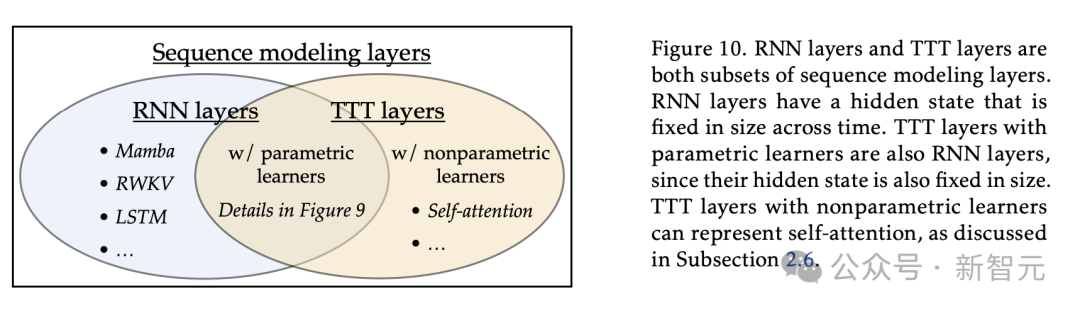 Sequence modeling layers
RNN layers
• Mamba
• RWKV
• LSTM
• …
TTT layers
w/ parametric
learners
Details in Figure 9
w/ nonparametric
learners
• Self-attention
• …
Figure 10. RNN layers and TTT layers are
both subsets of sequence modeling layers.
RNN layers have a hidden state that is
fixed in size across time. TTT layers with
parametric learners are also RNN layers,
since their hidden state is also fixed in size.
TTT layers with nonparametric learners
can represent self-attention, as discussed
in Subsection 2.6.
公众号 · 新智元